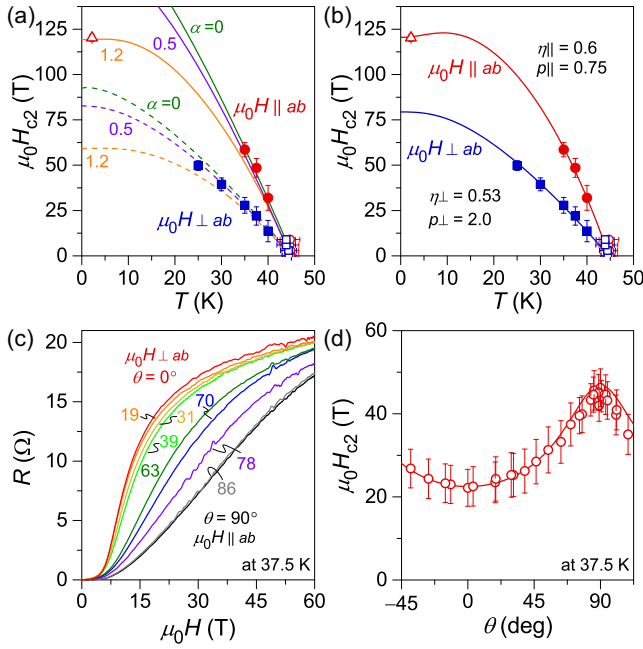 (a)
α=0
0.5
1.2
α=0
0.5
1.2
μ₀H ∥ ab
μ₀H ⊥ ab
μ₀Hc2 (T)
125
100
75
50
25
0
0 10 20 30 40 50
T (K)
(b)
η∥ = 0.6
p∥ = 0.75
μ₀H ∥ ab
μ₀H ⊥ ab
η⊥ = 0.53
p⊥ = 2.0
μ₀Hc2 (T)
125
100
75
50
25
0
0 10 20 30 40 50
T (K)
(c)
μ₀H ⊥ ab
θ = 0°
19
31
39
63
70
78
86
θ = 90°
μ₀H ∥ ab
at 37.5 K
R (Ω)
20
15
10
5
0
0 15 30 45 60
μ₀H (T)
(d)
at 37.5 K
μ₀Hc2 (T)
60
40
20
0
−45 0 45 90
θ (deg)